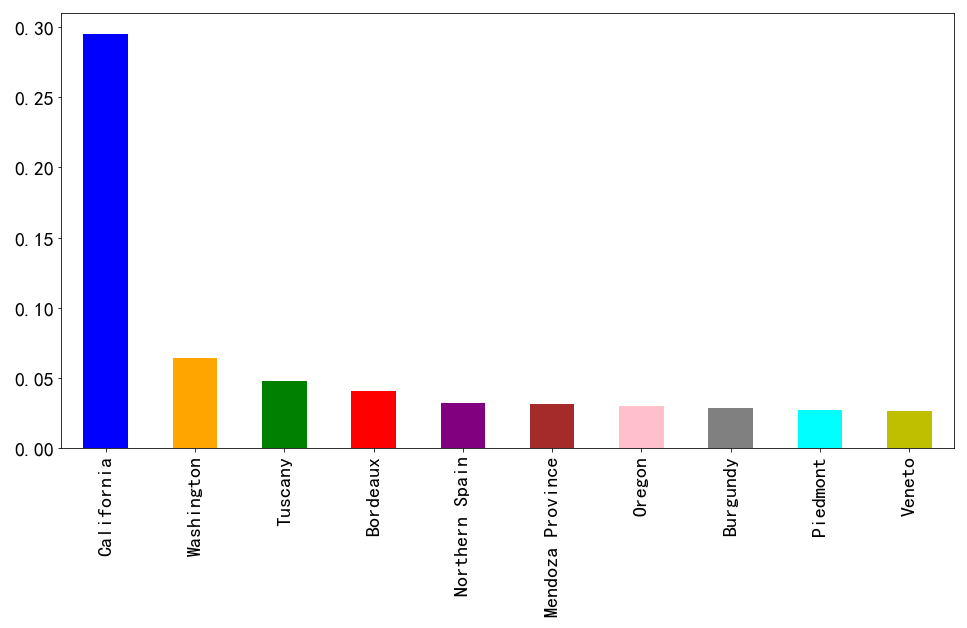 0.30
0.25
0.20
0.15
0.10
0.05
0.00
California
Washington
Tuscany
Bordeaux
Northern Spain
Mendoza Province
Oregon
Burgundy
Piedmont
Veneto